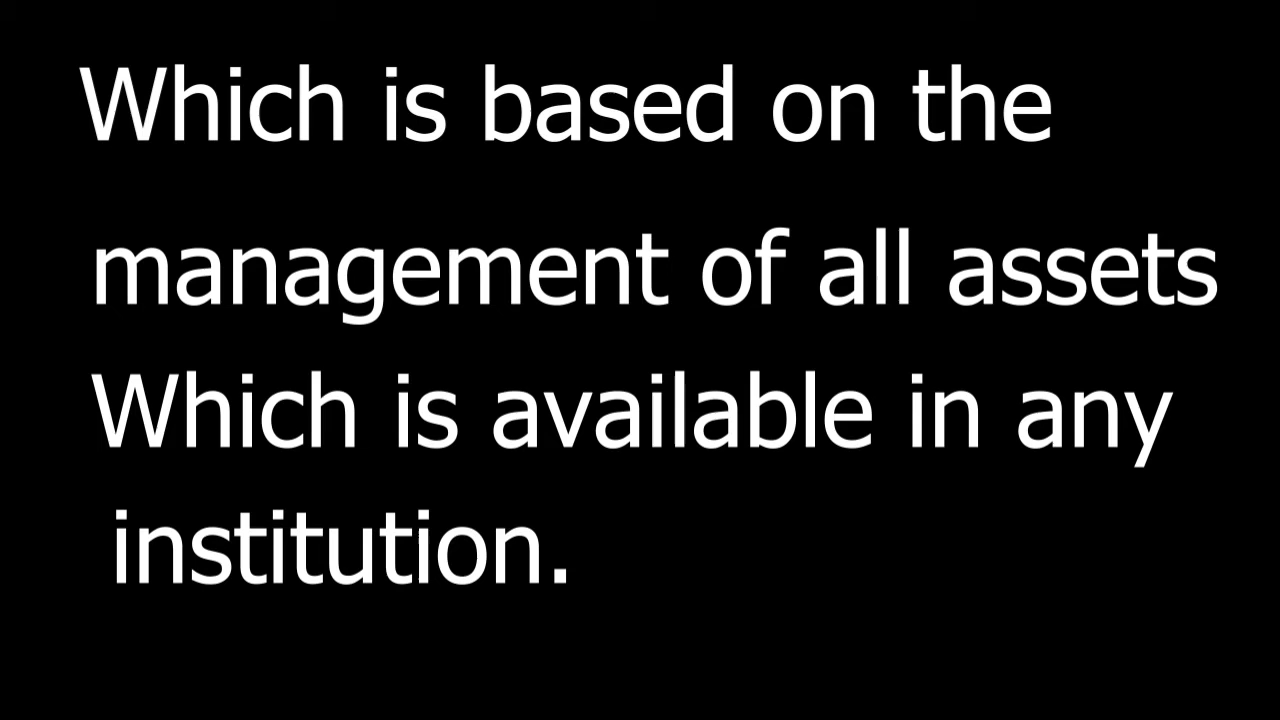 Which is based on the
management of all assets
Which is available in any
institution.